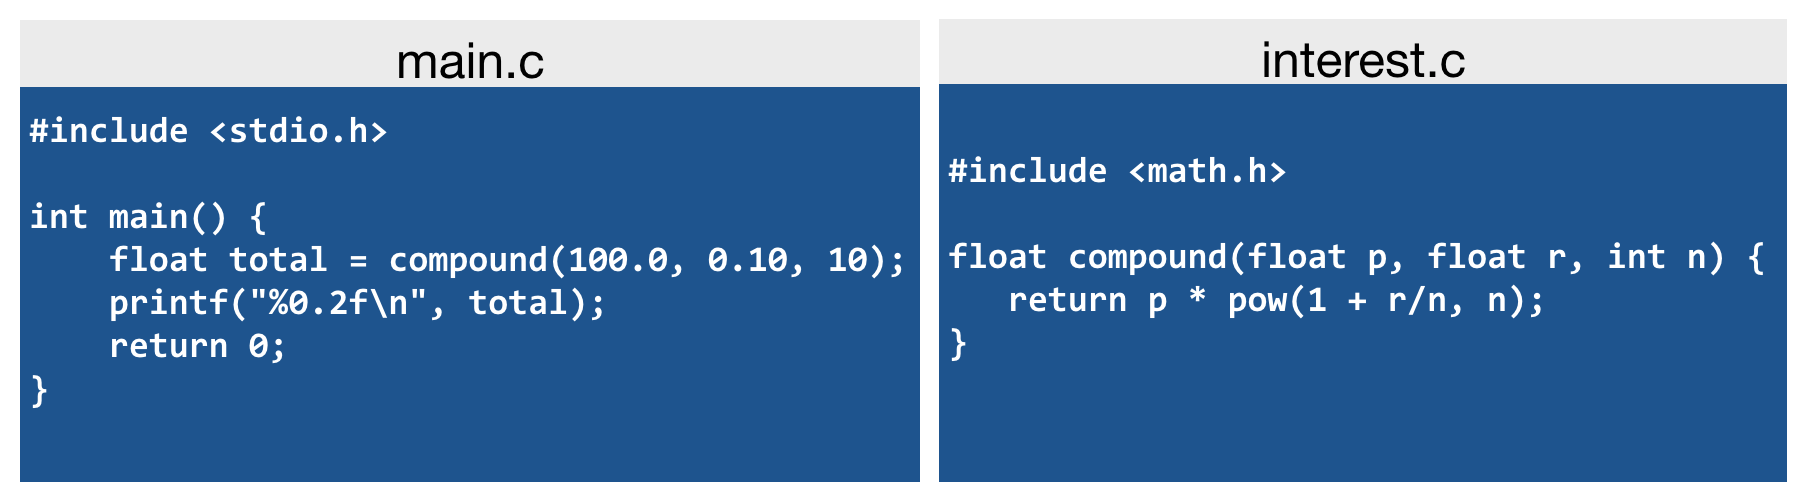 main.c
#include <stdio.h>
int main() {
    float total = compound(100.0, 0.10, 10);
    printf("%0.2f\n", total);
    return 0;
}
interest.c
#include <math.h>
float compound(float p, float r, int n) {
   return p * pow(1 + r/n, n);
}